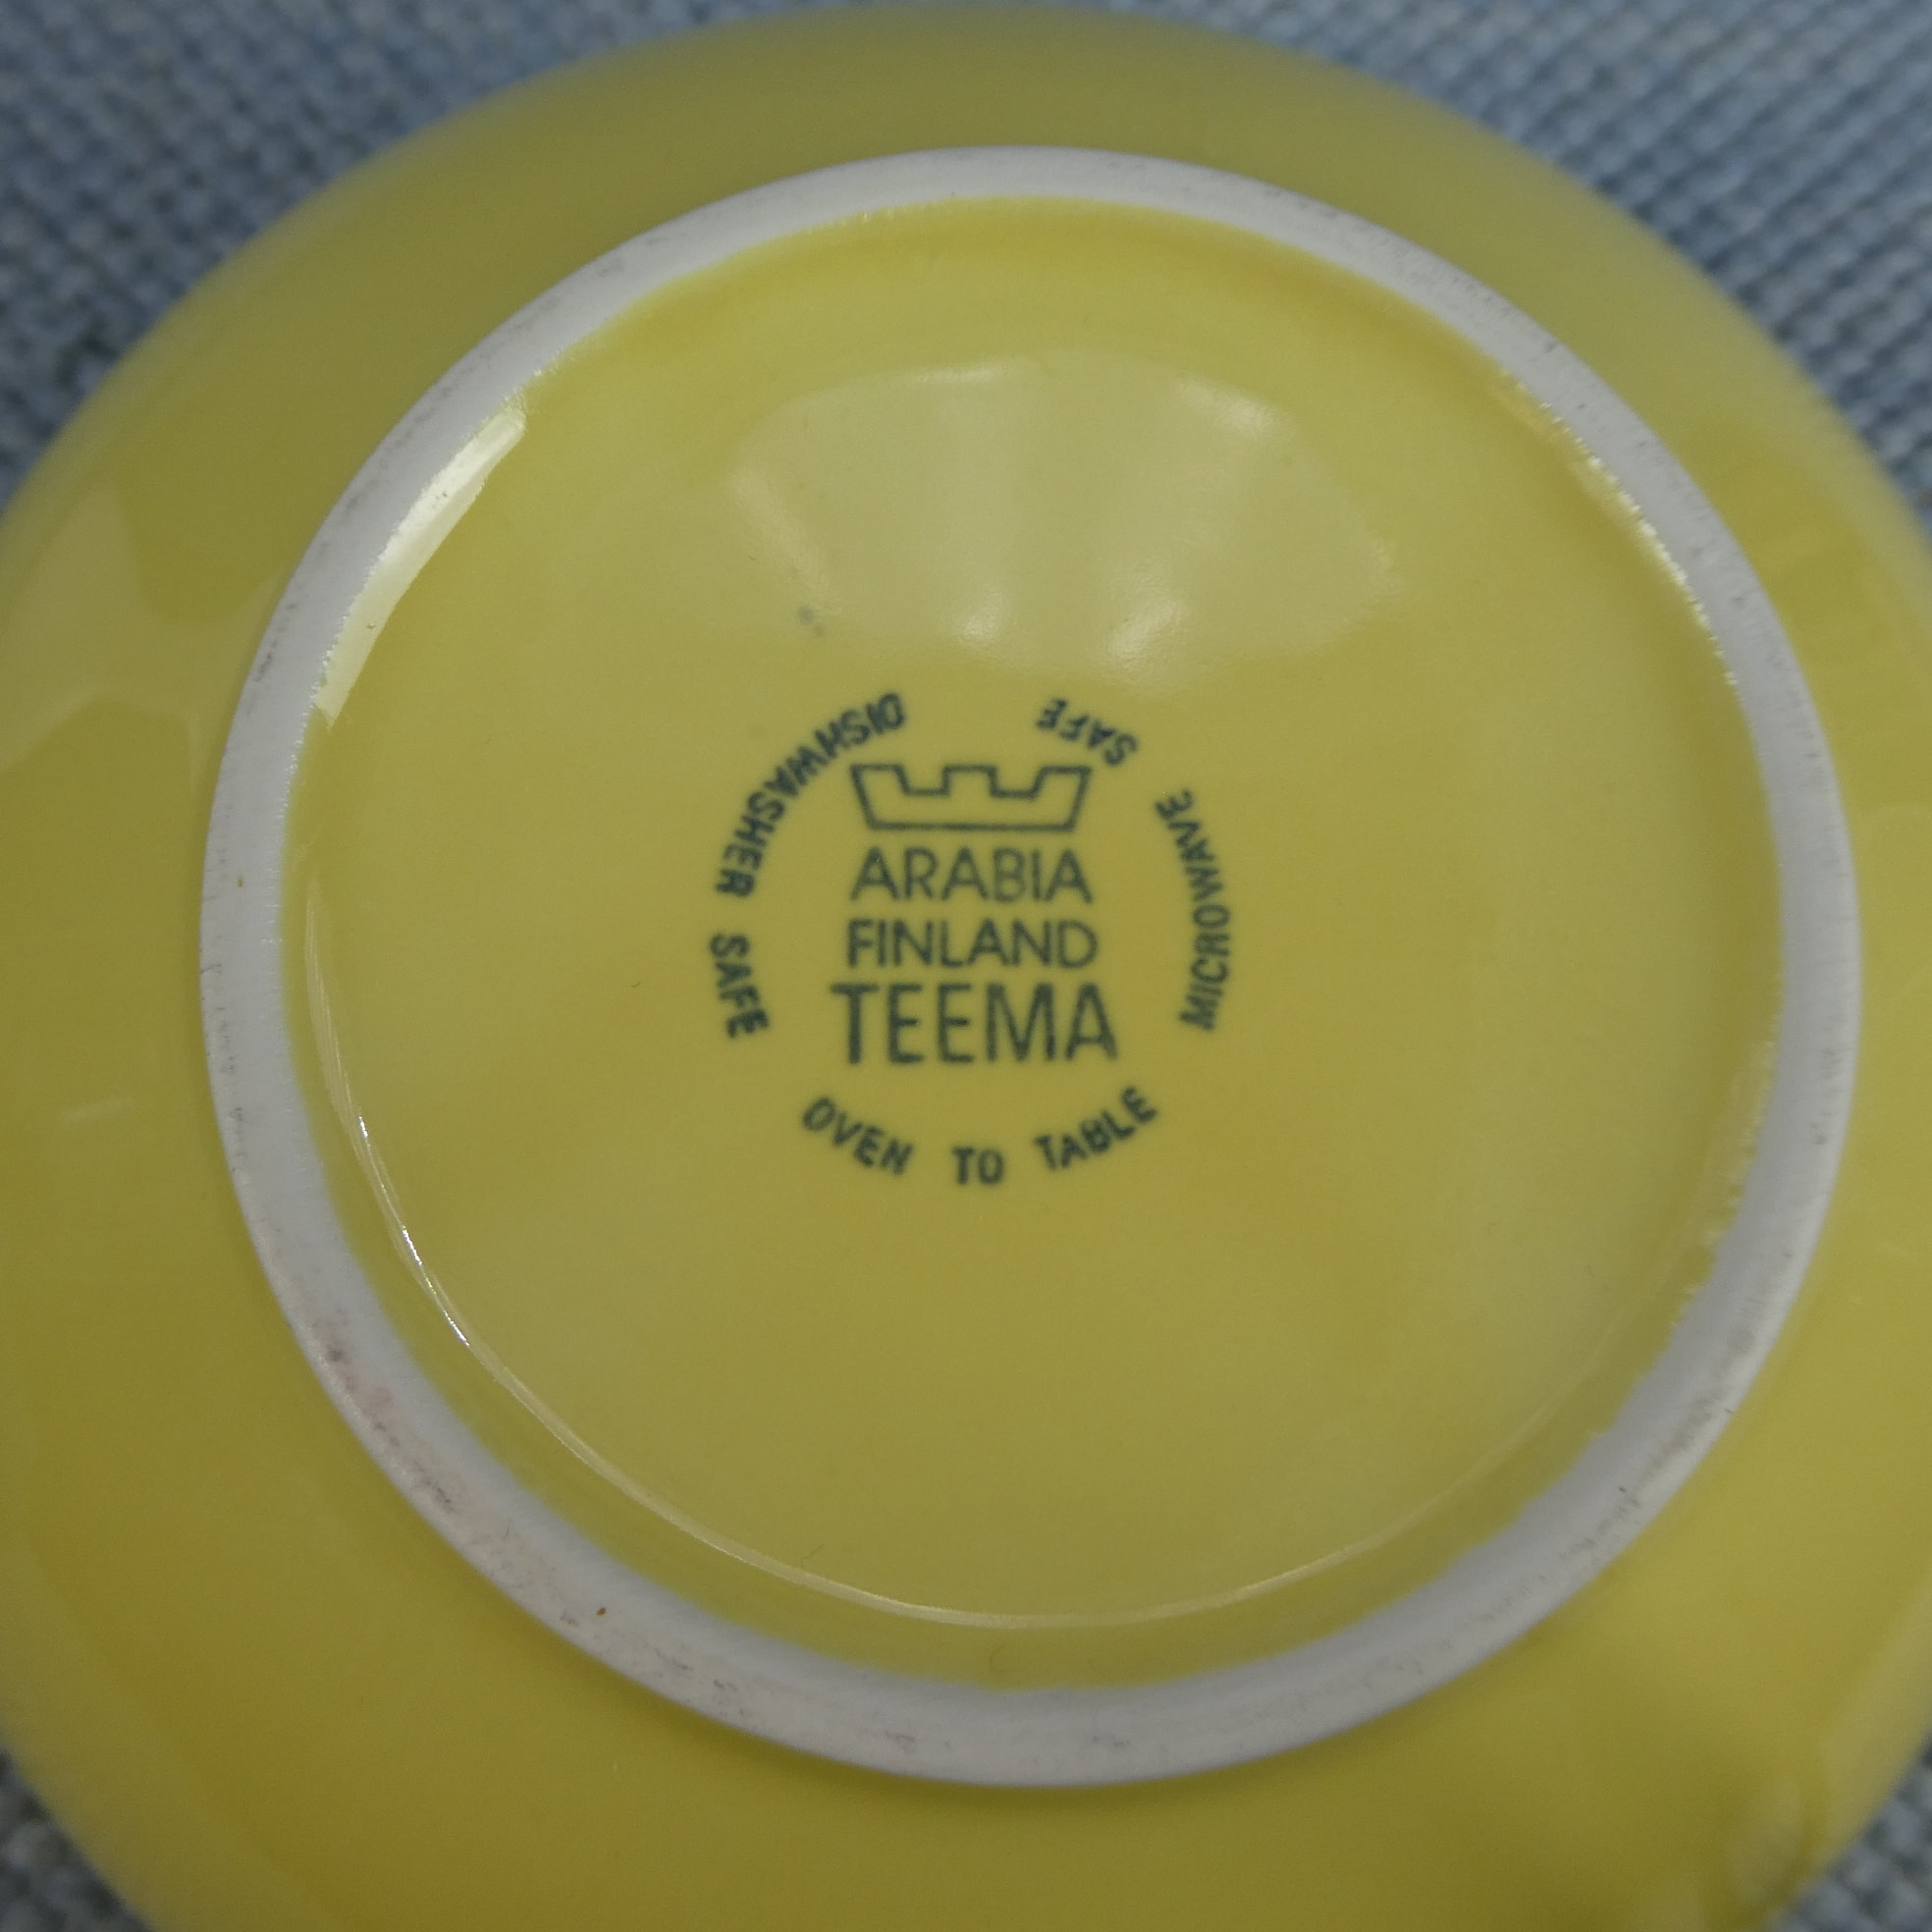 ARABIA
FINLAND
TEEMA
OVEN TO TABLE
MICROWAVE SAFE
DISHWASHER SAFE